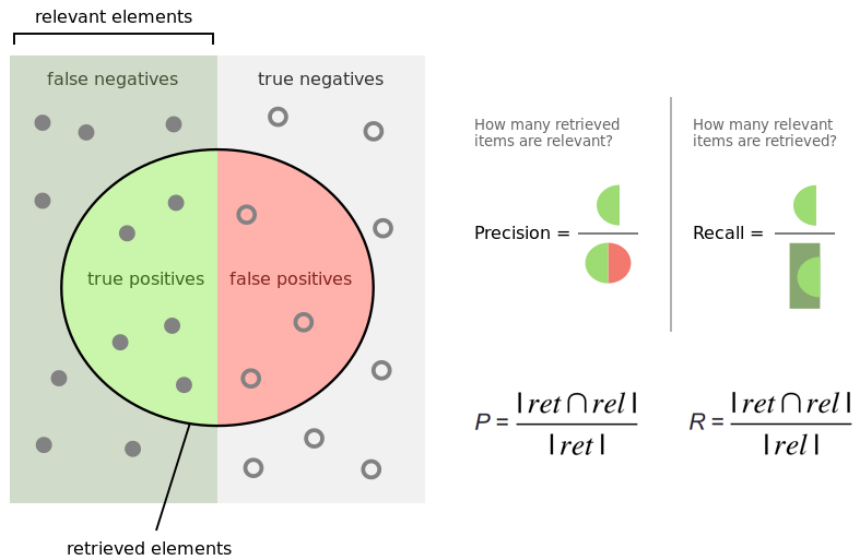 relevant elements
false negatives
true negatives
true positives
false positives
retrieved elements
How many retrieved
items are relevant?
Precision =
How many relevant
items are retrieved?
Recall =
P = |ret ∩ rel| / |ret|
R = |ret ∩ rel| / |rel|